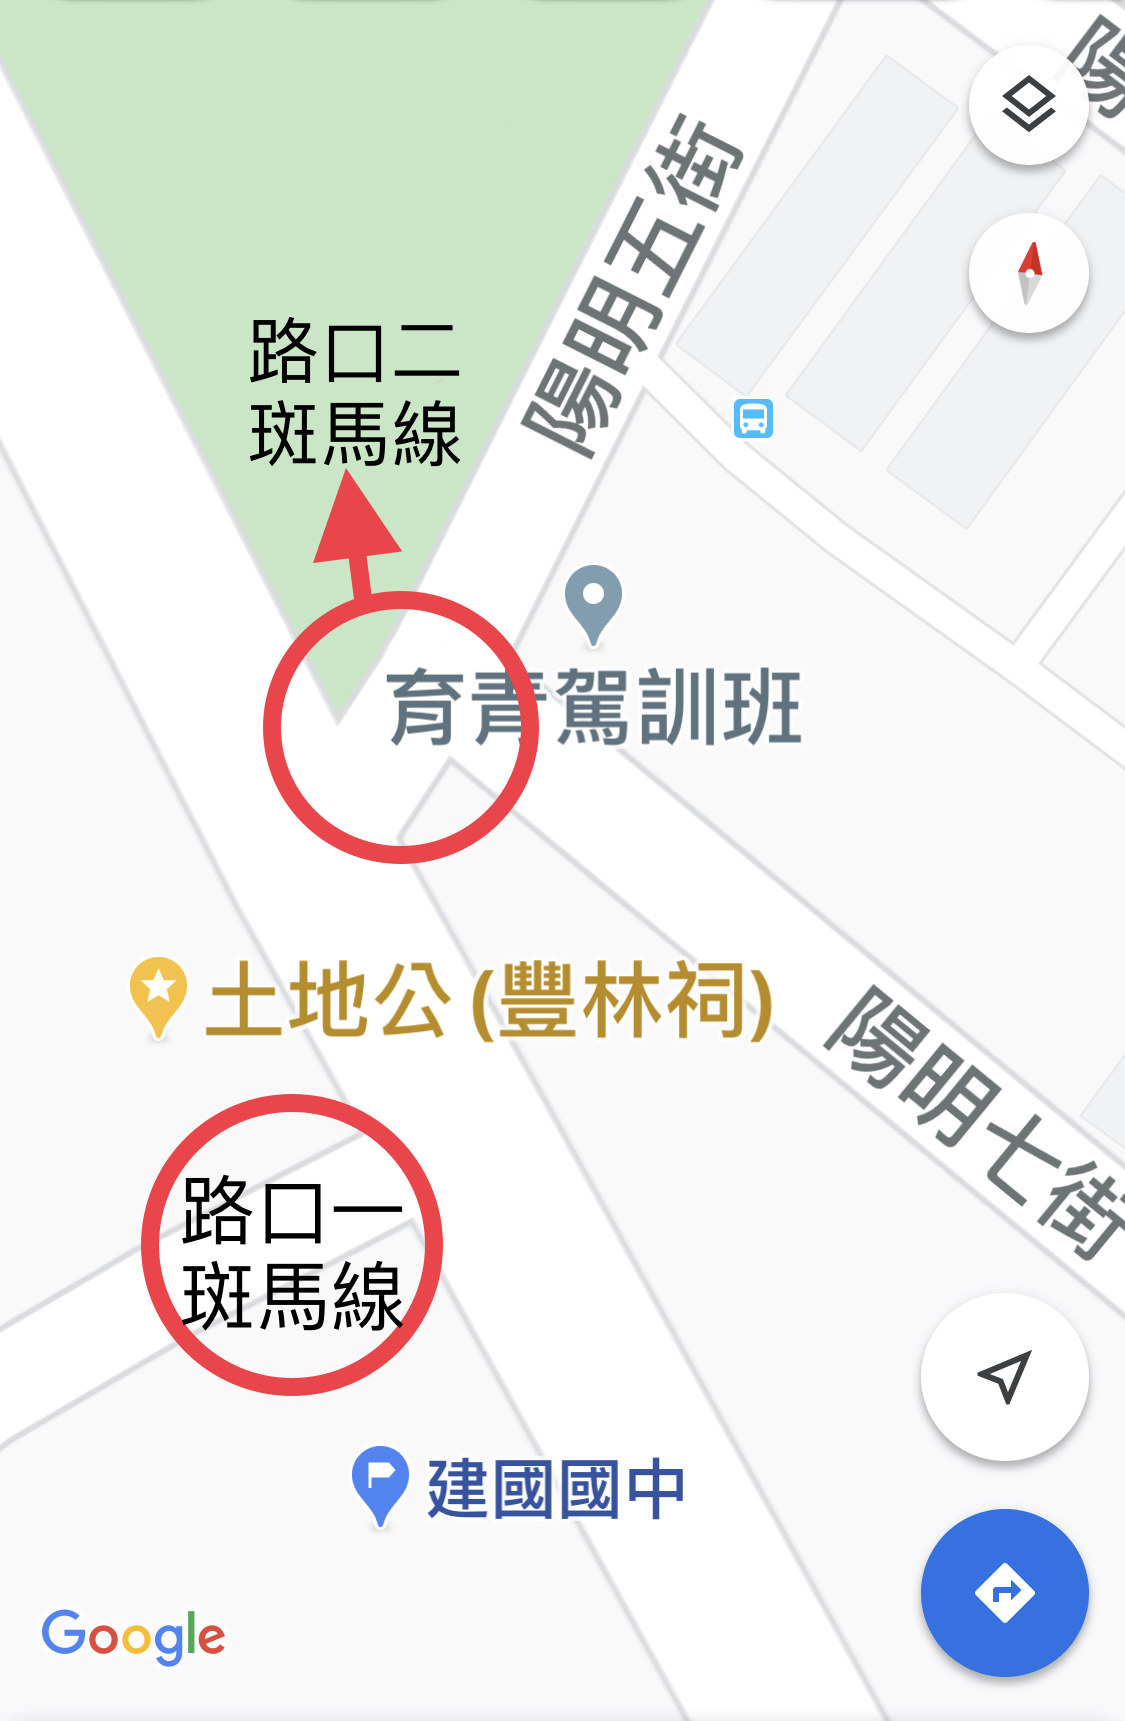 陽
陽明五街
路口二
斑馬線
育青駕訓班
土地公 (豐林祠)
陽明七街
路口一
斑馬線
建國國中
Google